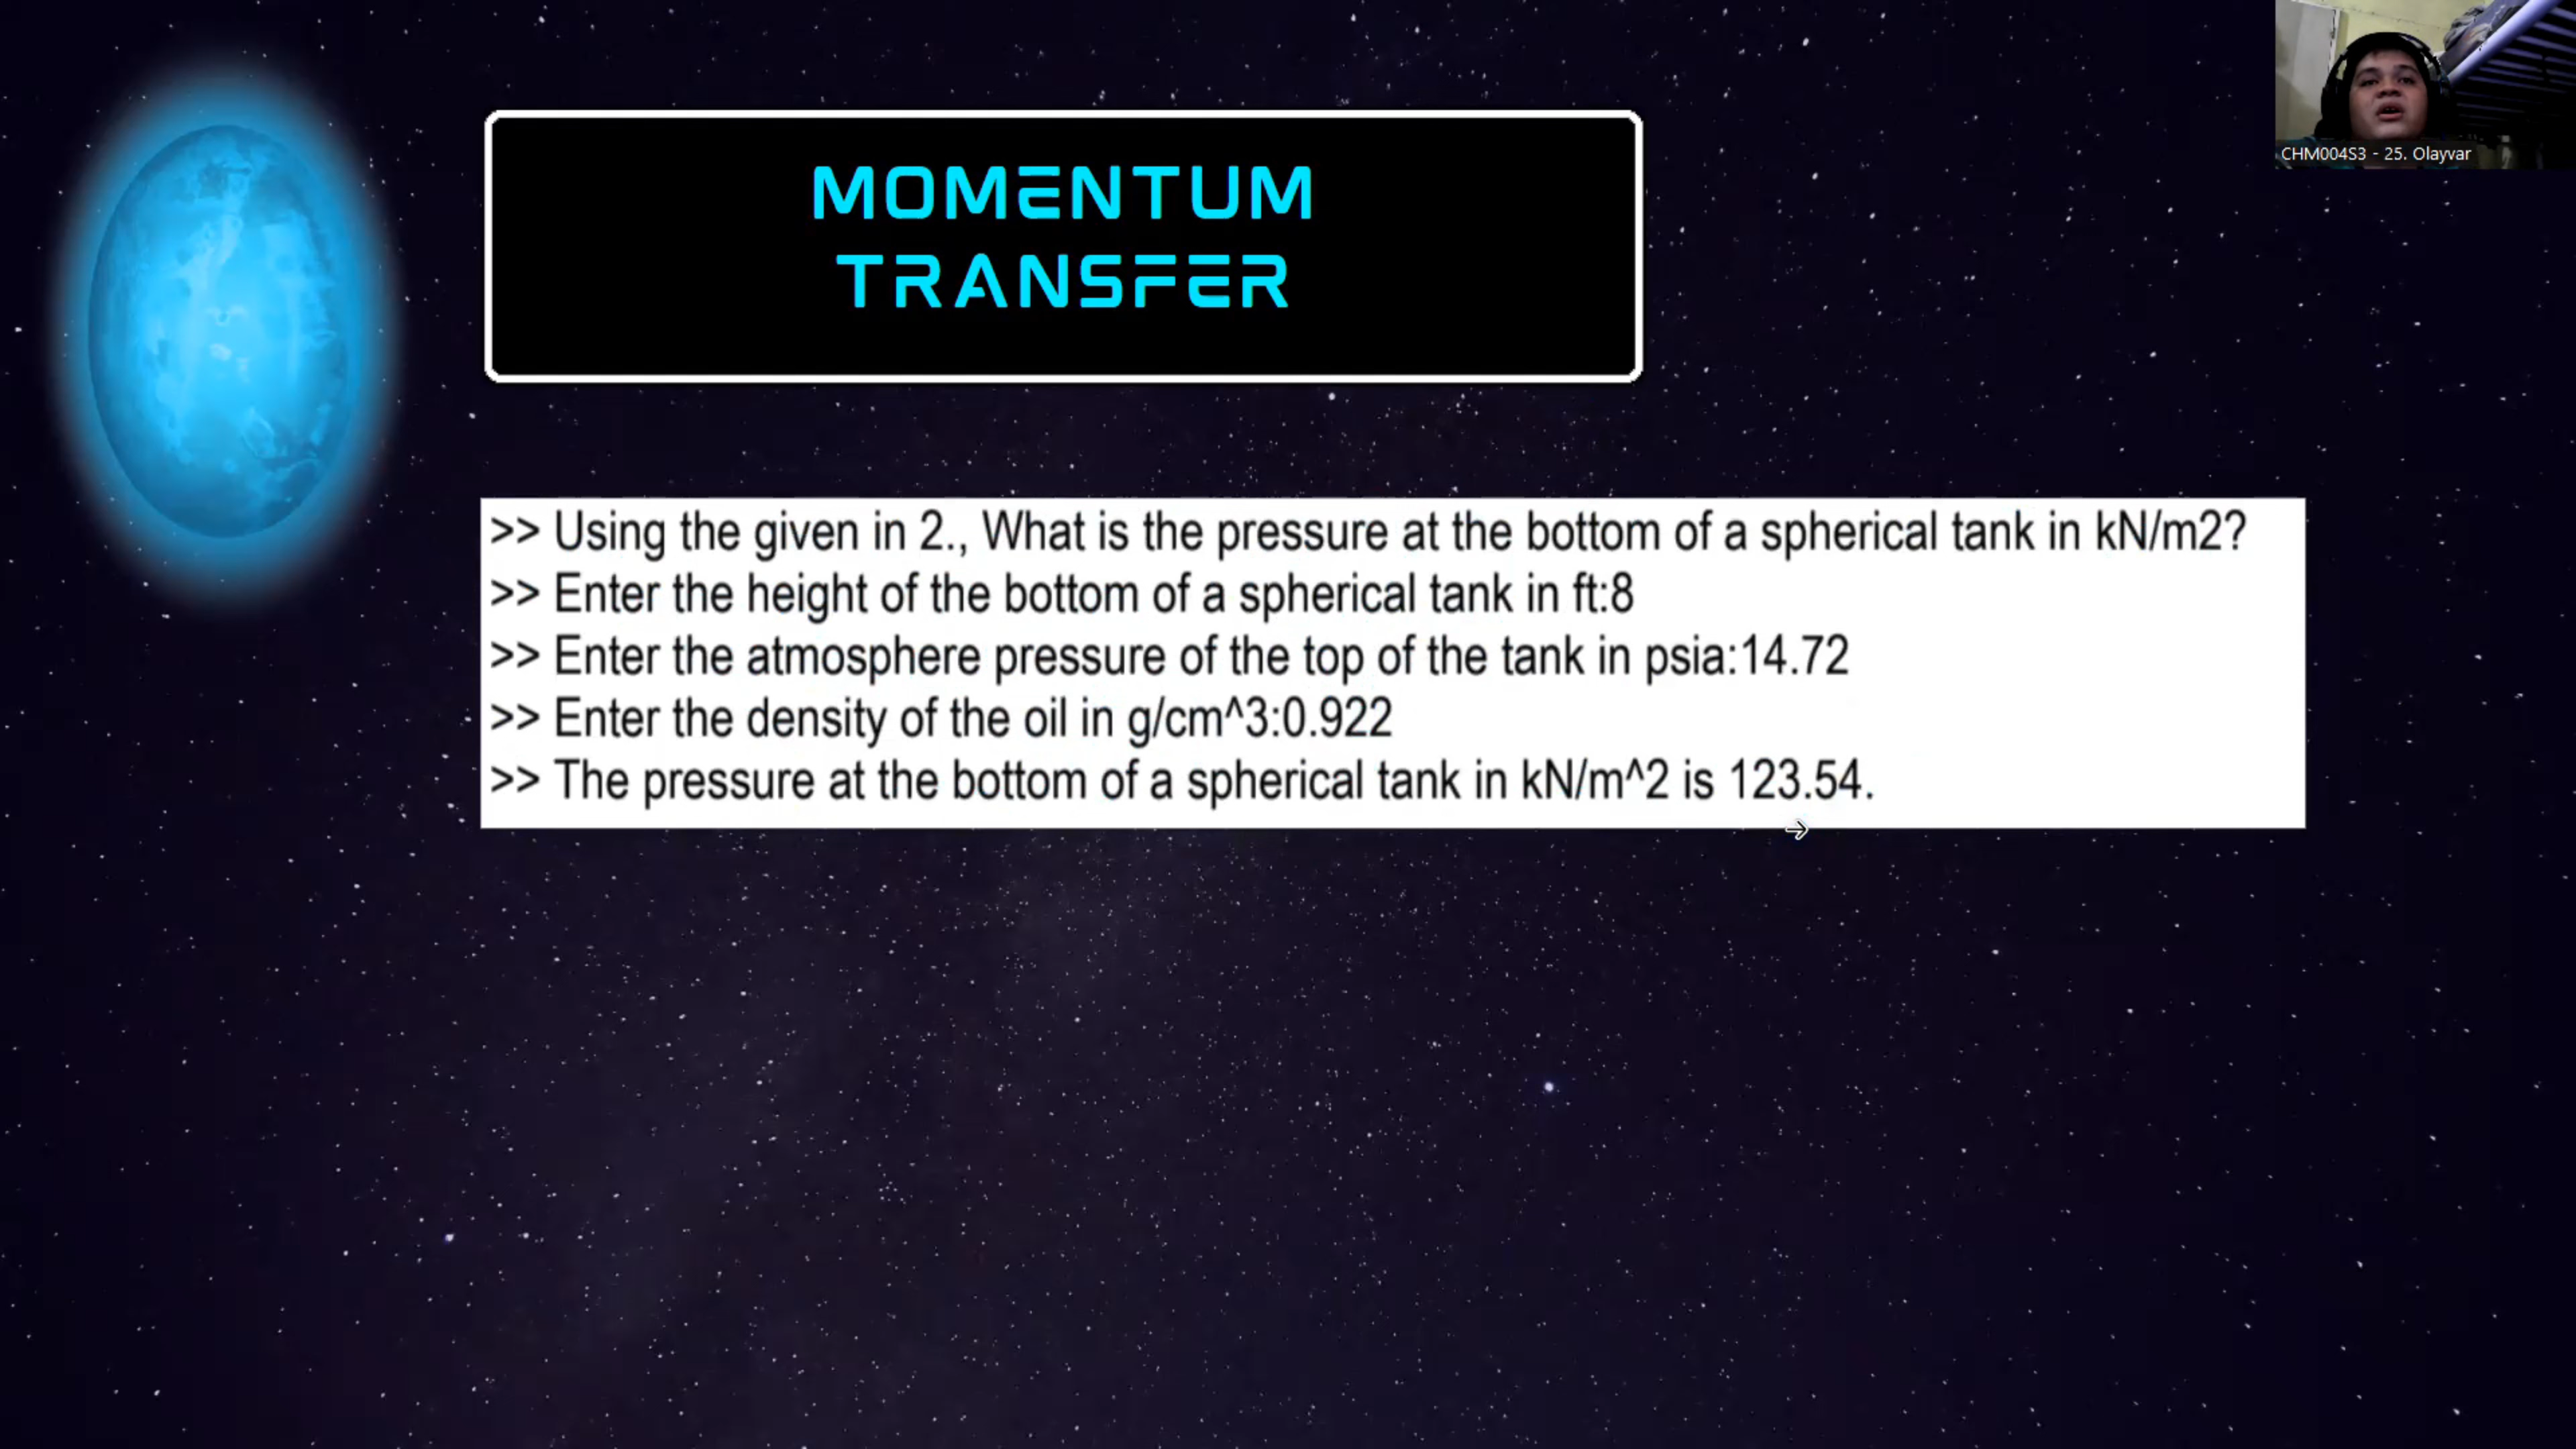 CHM004S3 - 25. Olayvar
MOMENTUM
TRANSFER
>> Using the given in 2., What is the pressure at the bottom of a spherical tank in kN/m2?
>> Enter the height of the bottom of a spherical tank in ft:8
>> Enter the atmosphere pressure of the top of the tank in psia:14.72
>> Enter the density of the oil in g/cm^3:0.922
>> The pressure at the bottom of a spherical tank in kN/m^2 is 123.54.